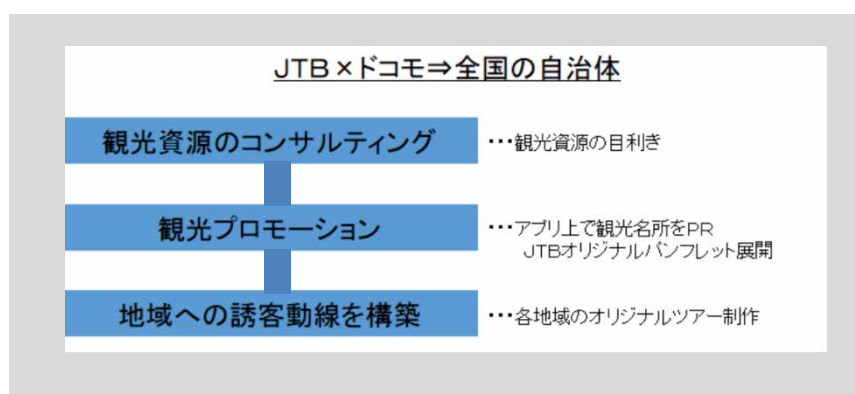 JTB×ドコモ⇒全国の自治体
観光資源のコンサルティング
・・・観光資源の目利き
観光プロモーション
・・・アプリ上で観光名所をPR
JTBオリジナルパンフレット展開
地域への誘客動線を構築
・・・各地域のオリジナルツアー制作